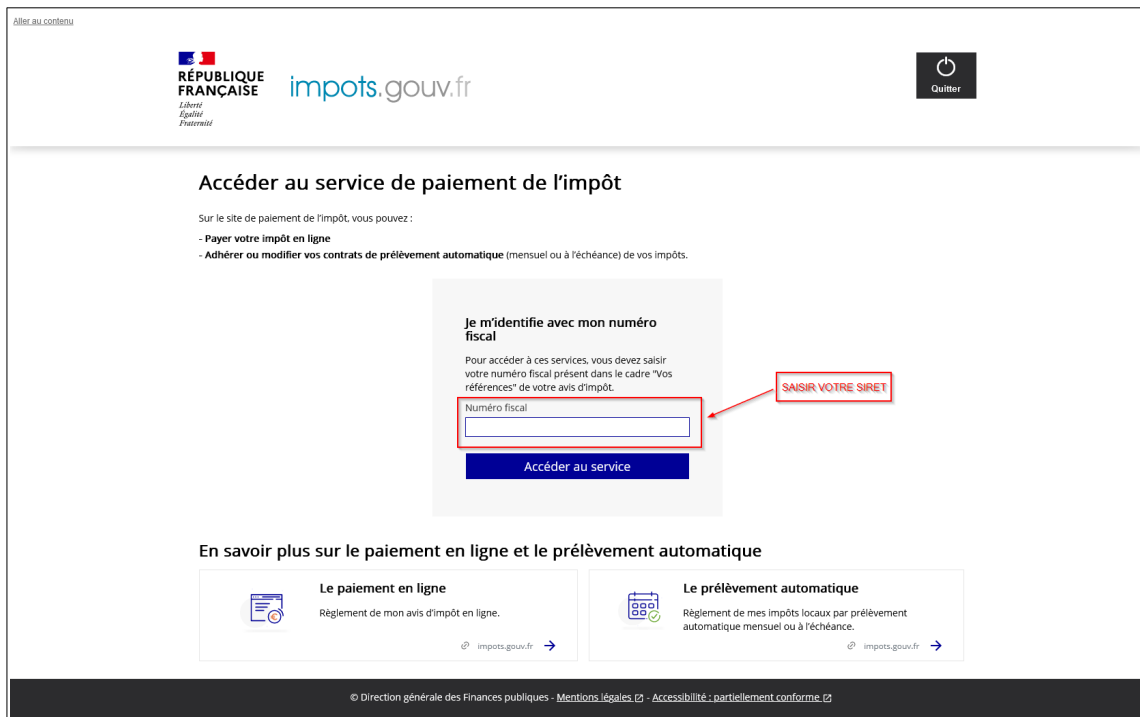 Aller au contenu
RÉPUBLIQUE
FRANÇAISE
Liberté
Égalité
Fraternité
impots.gouv.fr
Quitter
Accéder au service de paiement de l'impôt
Sur le site de paiement de l'impôt, vous pouvez :
- Payer votre impôt en ligne
- Adhérer ou modifier vos contrats de prélèvement automatique (mensuel ou à l'échéance) de vos impôts.
Je m'identifie avec mon numéro
fiscal
Pour accéder à ces services, vous devez saisir
votre numéro fiscal présent dans le cadre "Vos
références" de votre avis d'impôt.
SAISIR VOTRE SIRET
Numéro fiscal
Accéder au service
En savoir plus sur le paiement en ligne et le prélèvement automatique
Le paiement en ligne
Règlement de mon avis d'impôt en ligne.
impots.gouv.fr
Le prélèvement automatique
Règlement de mes impôts locaux par prélèvement
automatique mensuel ou à l'échéance.
impots.gouv.fr
© Direction générale des Finances publiques - Mentions légales - Accessibilité : partiellement conforme